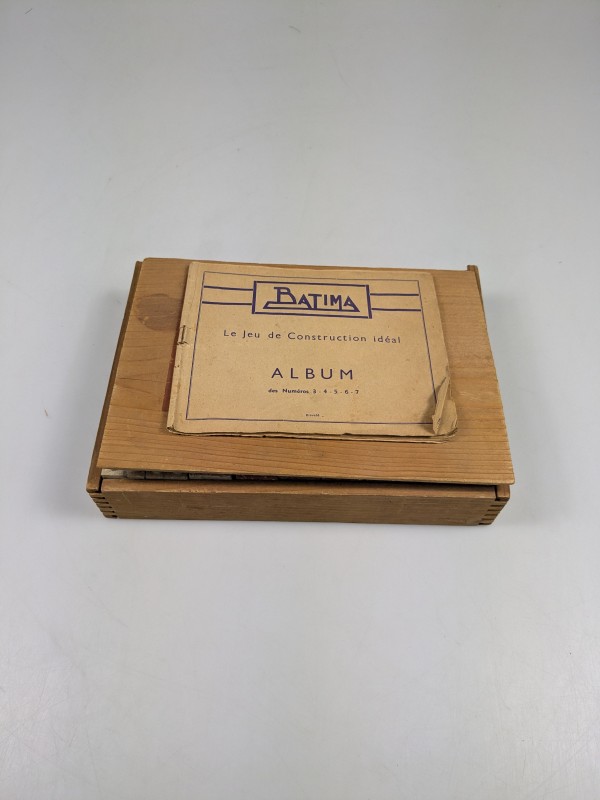 BATIMA
Le Jeu de Construction idéal
ALBUM
des Numéros 3 - 4 - 5 - 6 - 7